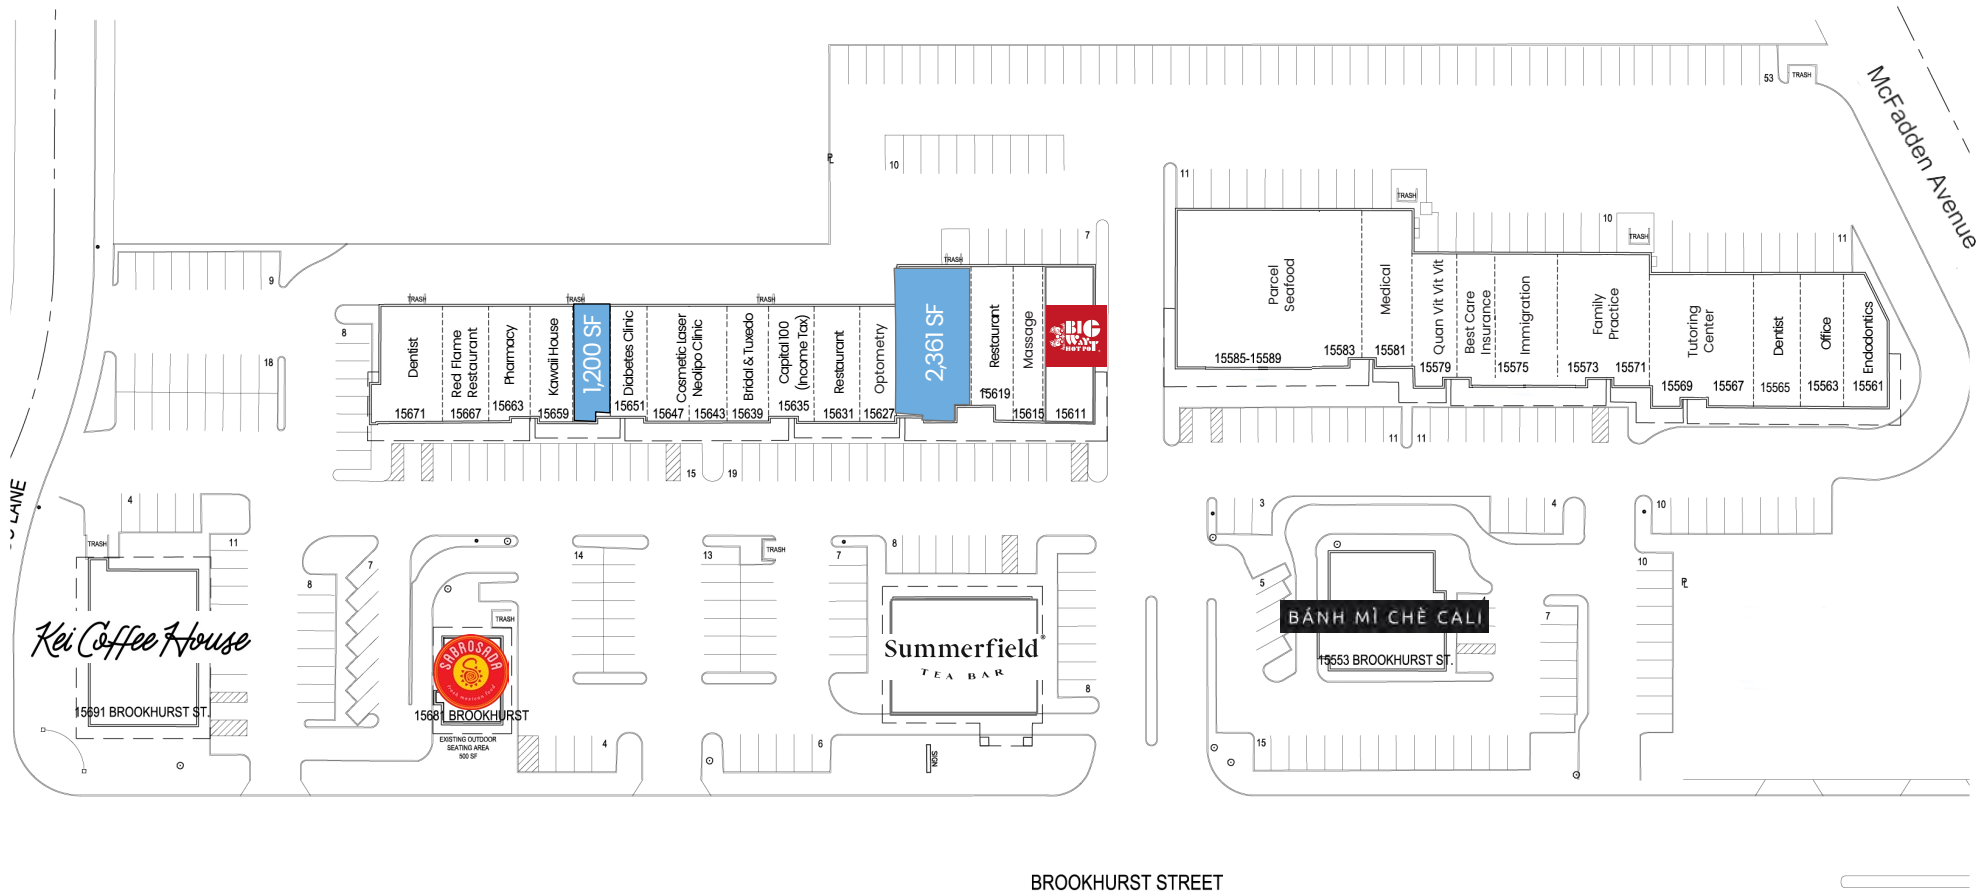 53
TRASH
McFadden Avenue
10
PL
11
TRASH
10
TRASH
11
7
TRASH
9
TRASH
TRASH
TRASH
8
Dentist
15671
Red Flame
Restaurant
15667
Pharmacy
15663
Kawaii House
15659
1,200 SF
Diabetes Clinic
15651
Cosmetic Laser
Neolipo Clinic
15647
15643
Bridal & Tuxedo
15639
Capital 100
(Income Tax)
15635
Restaurant
15631
Optometry
15627
2,361 SF
Restaurant
15619
Massage
15615
BIG
WAY
HOT POT
15611
Parcel
Seafood
15585-15589
15583
Medical
15581
Quan Vit Vit Vit
15579
Best Care
Insurance
Immigration
15575
Family
Practice
15573
15571
Tutoring
Center
15569
15567
Dentist
15565
Office
15563
Endodontics
15561
18
15
19
11
11
LANE
4
TRASH
11
8
7
14
13
TRASH
7
8
3
4
10
5
10
PL
7
Kei Coffee House
15691 BROOKHURST ST.
TRASH
SABROSADA
fresh mexican food
15681 BROOKHURST
EXISTING OUTDOOR
SEATING AREA
500 SF
Summerfield®
TEA BAR
8
BÁNH MÌ CHÈ CALI
15553 BROOKHURST ST.
4
6
SIGN
15
BROOKHURST STREET